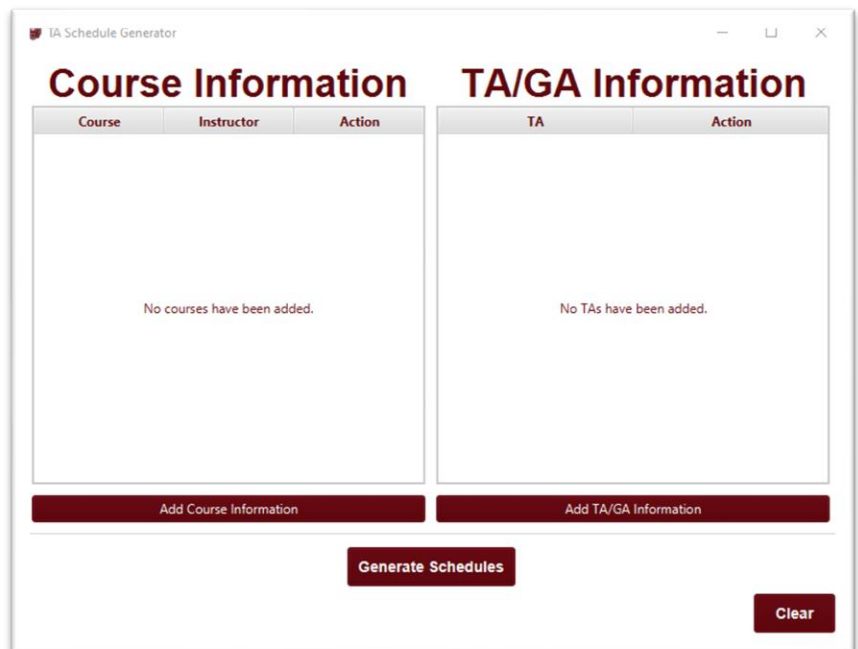 TA Schedule Generator
Course Information
TA/GA Information
Course Instructor Action
TA Action
No courses have been added.
No TAs have been added.
Add Course Information
Add TA/GA Information
Generate Schedules
Clear